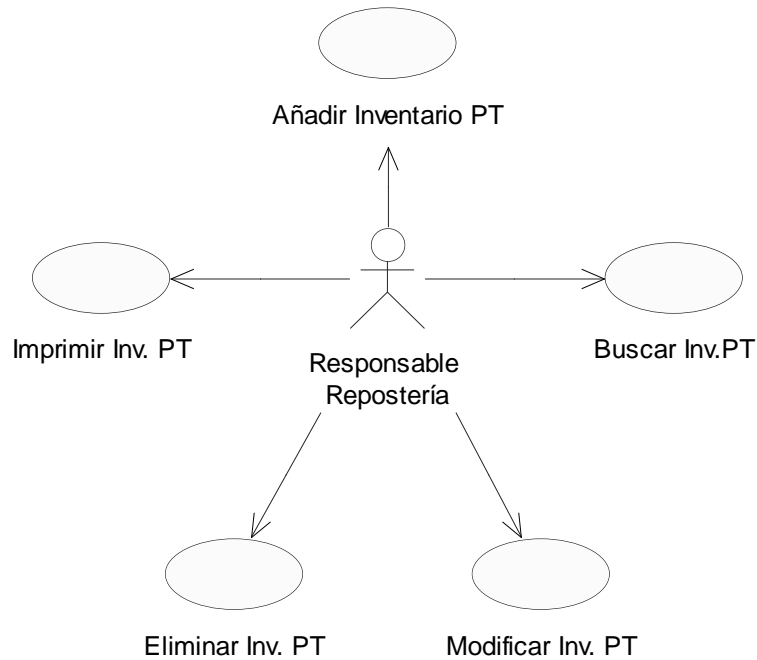 Añadir Inventario PT
Imprimir Inv. PT
Buscar Inv.PT
Responsable
Repostería
Eliminar Inv. PT
Modificar Inv. PT